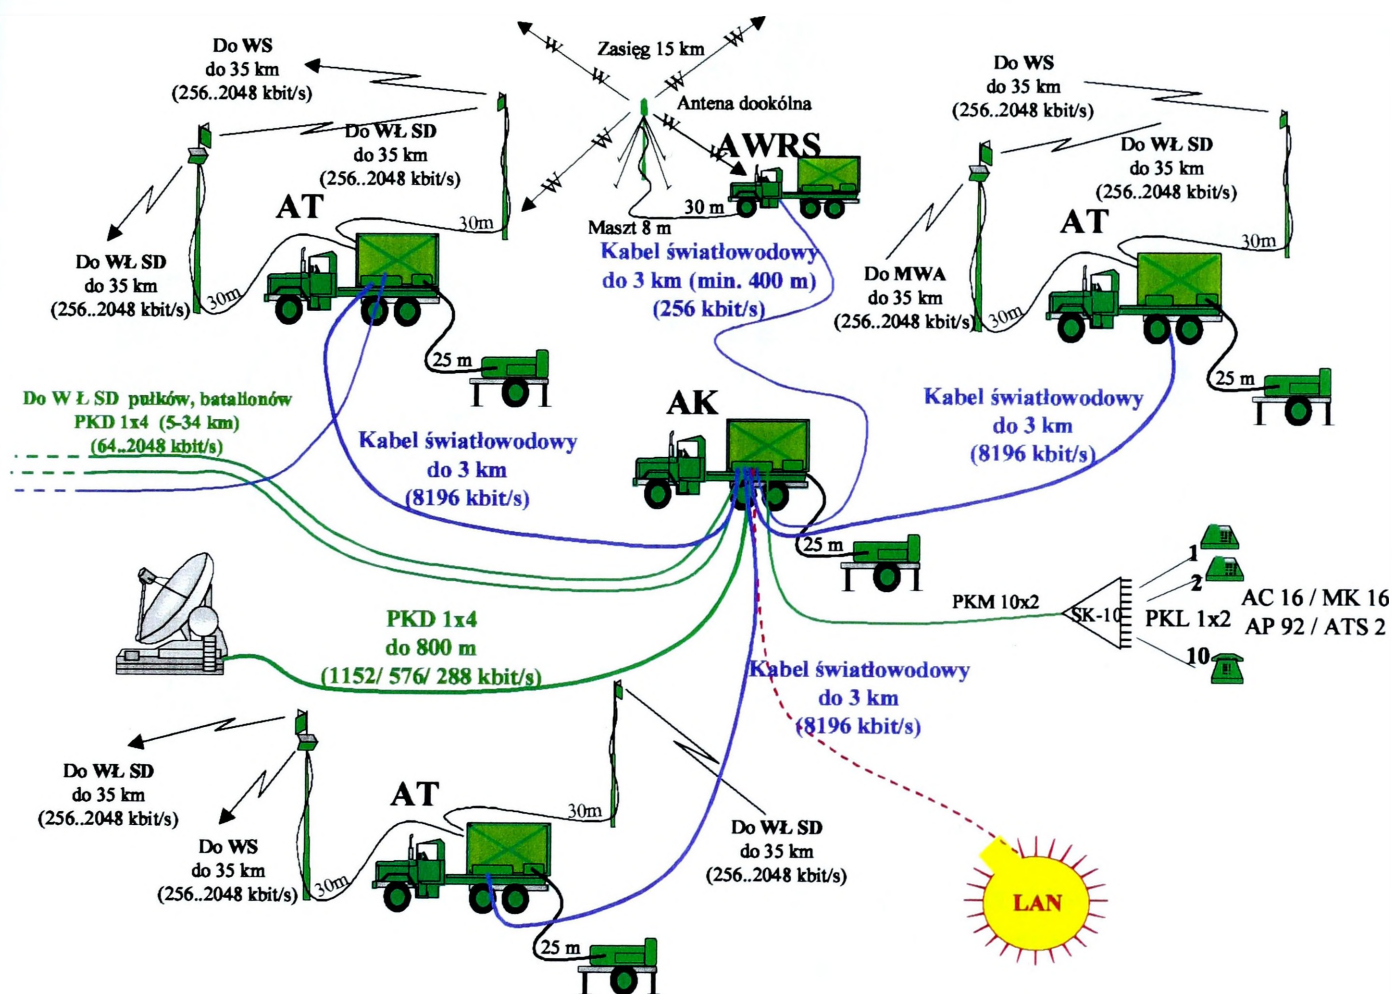 Do WS
do 35 km
(256..2048 kbit/s)
Do WŁ SD
do 35 km
(256..2048 kbit/s)
AT
30m
Do WŁ SD
do 35 km
(256..2048 kbit/s)
30m
25 m
Zasięg 15 km
W
W
W
W
W
W
W
W
Antena dookólna
AWRS
30 m
Maszt 8 m
Kabel światłowodowy
do 3 km (min. 400 m)
(256 kbit/s)
Do WS
do 35 km
(256..2048 kbit/s)
Do WŁ SD
do 35 km
(256..2048 kbit/s)
AT
30m
Do MWA
do 35 km
(256..2048 kbit/s)
30m
25 m
Do W Ł SD pułków, batalionów
PKD 1x4 (5-34 km)
(64..2048 kbit/s)
Kabel światłowodowy
do 3 km
(8196 kbit/s)
AK
25 m
Kabel światłowodowy
do 3 km
(8196 kbit/s)
PKM 10x2
SK-10
1
2
PKL 1x2
10
AC 16 / MK 16
AP 92 / ATS 2
PKD 1x4
do 800 m
(1152/ 576/ 288 kbit/s)
Kabel światłowodowy
do 3 km
(8196 kbit/s)
Do WŁ SD
do 35 km
(256..2048 kbit/s)
Do WS
do 35 km
(256..2048 kbit/s)
AT
30m
30m
25 m
Do WŁ SD
do 35 km
(256..2048 kbit/s)
LAN